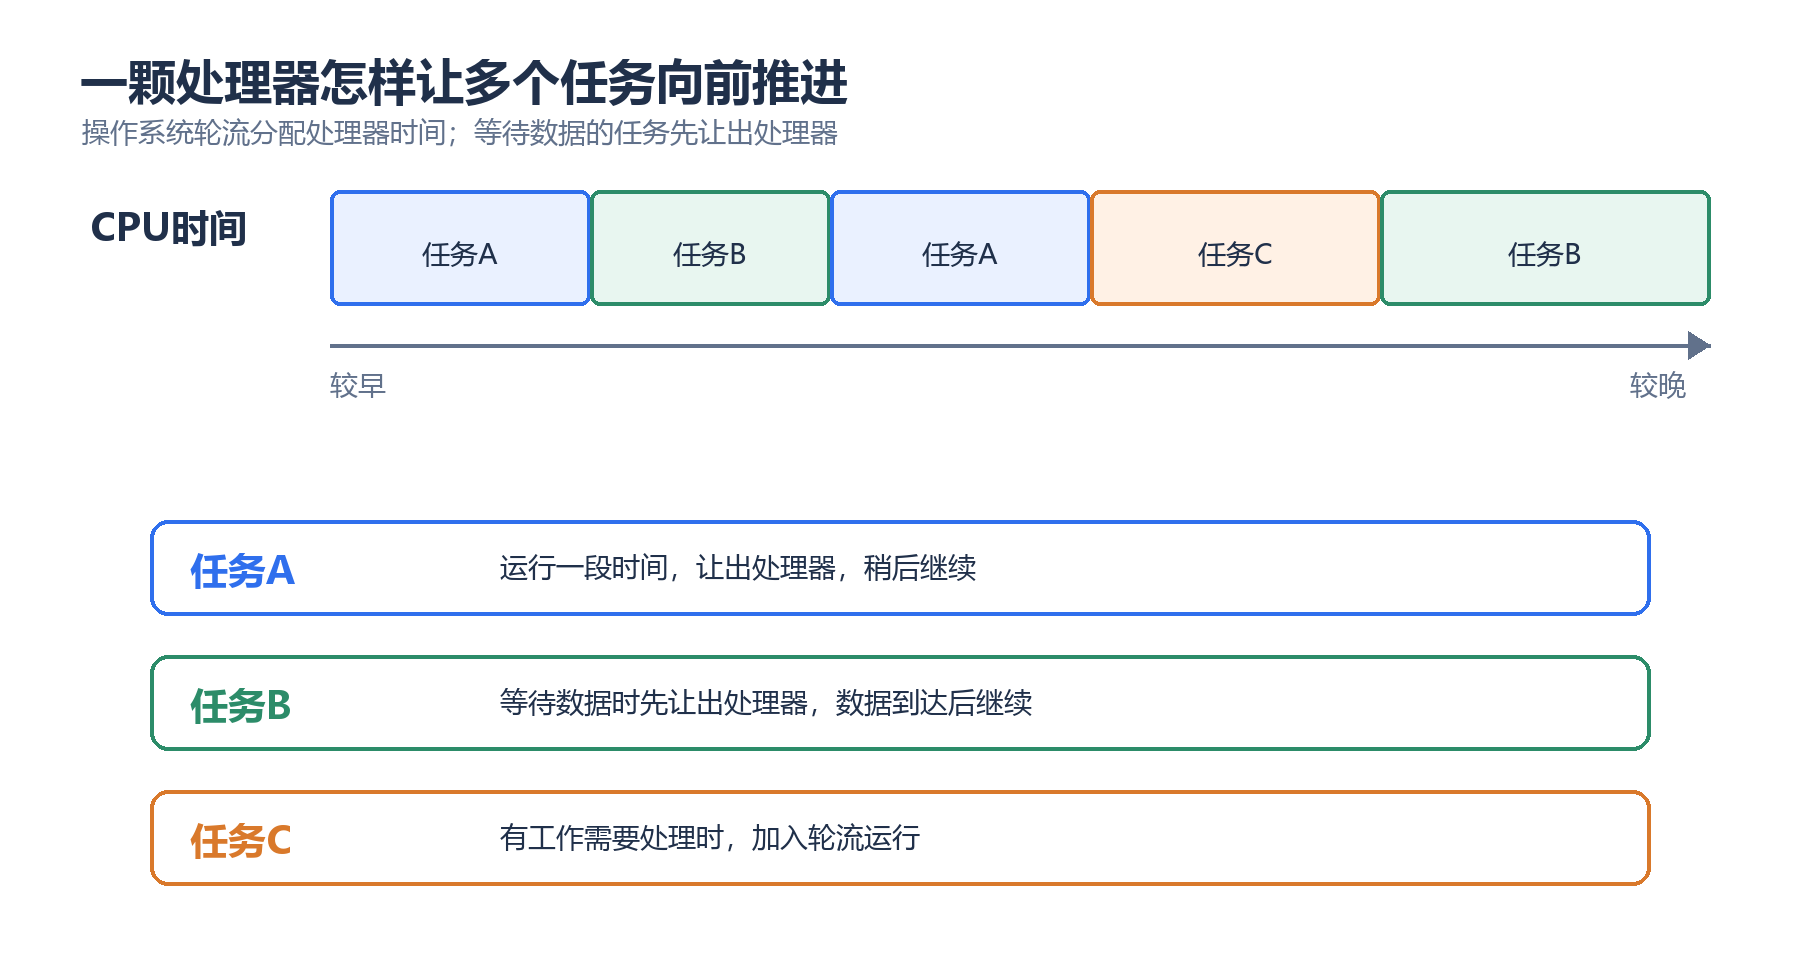 一颗处理器怎样让多个任务向前推进
操作系统轮流分配处理器时间；等待数据的任务先让出处理器
CPU时间
任务A
任务B
任务A
任务C
任务B
较早
较晚
任务A
运行一段时间，让出处理器，稍后继续
任务B
等待数据时先让出处理器，数据到达后继续
任务C
有工作需要处理时，加入轮流运行